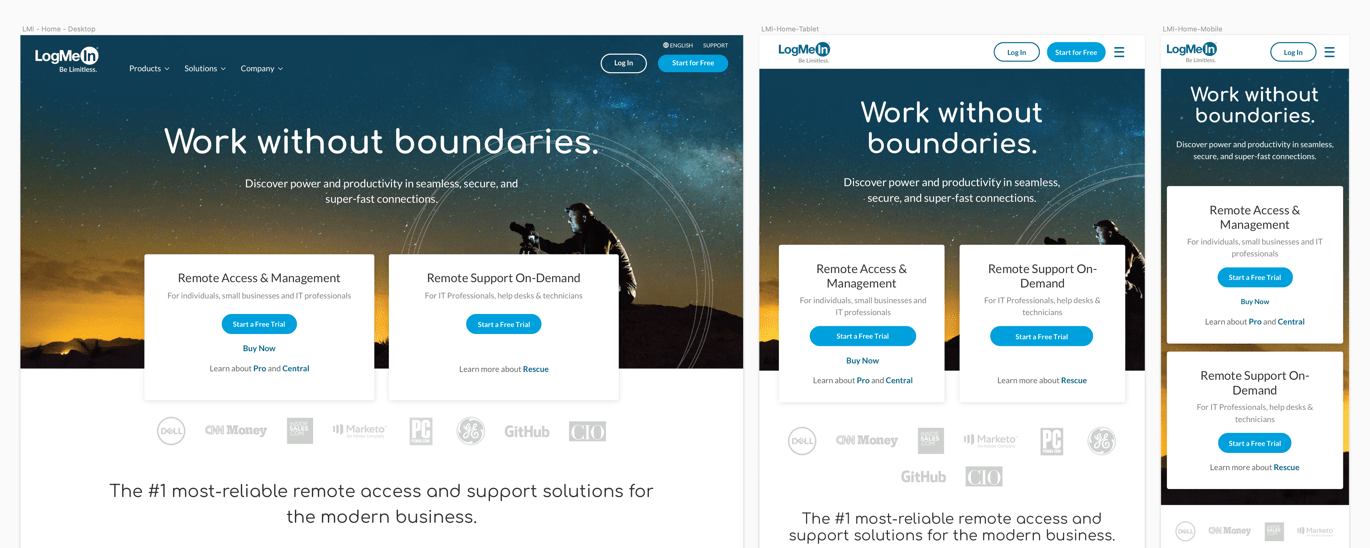 LMi - Home - Desktop
LogMeIn
Be Limitless.
Products
Solutions
Company
ENGLISH
SUPPORT
Log In
Start for Free
Work without boundaries.
Discover power and productivity in seamless, secure, and
super-fast connections.
Remote Access & Management
For individuals, small businesses and IT professionals
Start a Free Trial
Buy Now
Learn about Pro and Central
Remote Support On-Demand
For IT Professionals, help desks & technicians
Start a Free Trial
Learn more about Rescue
DELL
CNN Money
SALES
.COM
Marketo
An Adobe Company
PC
GE
GitHub
CIO
The #1 most-reliable remote access and support solutions for
the modern business.
LMi-Home-Tablet
LogMeIn
Be Limitless.
Log In
Start for Free
Work without
boundaries.
Discover power and productivity in seamless,
secure, and super-fast connections.
Remote Access &
Management
For individuals, small businesses and
IT professionals
Start a Free Trial
Buy Now
Learn about Pro and Central
Remote Support On-
Demand
For IT Professionals, help desks &
technicians
Start a Free Trial
Learn more about Rescue
DELL
CNN Money
SALES
.COM
Marketo
An Adobe Company
PC
GE
GitHub
CIO
The #1 most-reliable remote access and
support solutions for the modern business.
LMi-Home-Mobile
LogMeIn
Be Limitless.
Log In
Work without
boundaries.
Discover power and productivity in seamless,
secure, and super-fast connections.
Remote Access &
Management
For individuals, small businesses and IT
professionals
Start a Free Trial
Buy Now
Learn about Pro and Central
Remote Support On-
Demand
For IT Professionals, help desks &
technicians
Start a Free Trial
Learn more about Rescue
DELL
CNN Money
Marketo